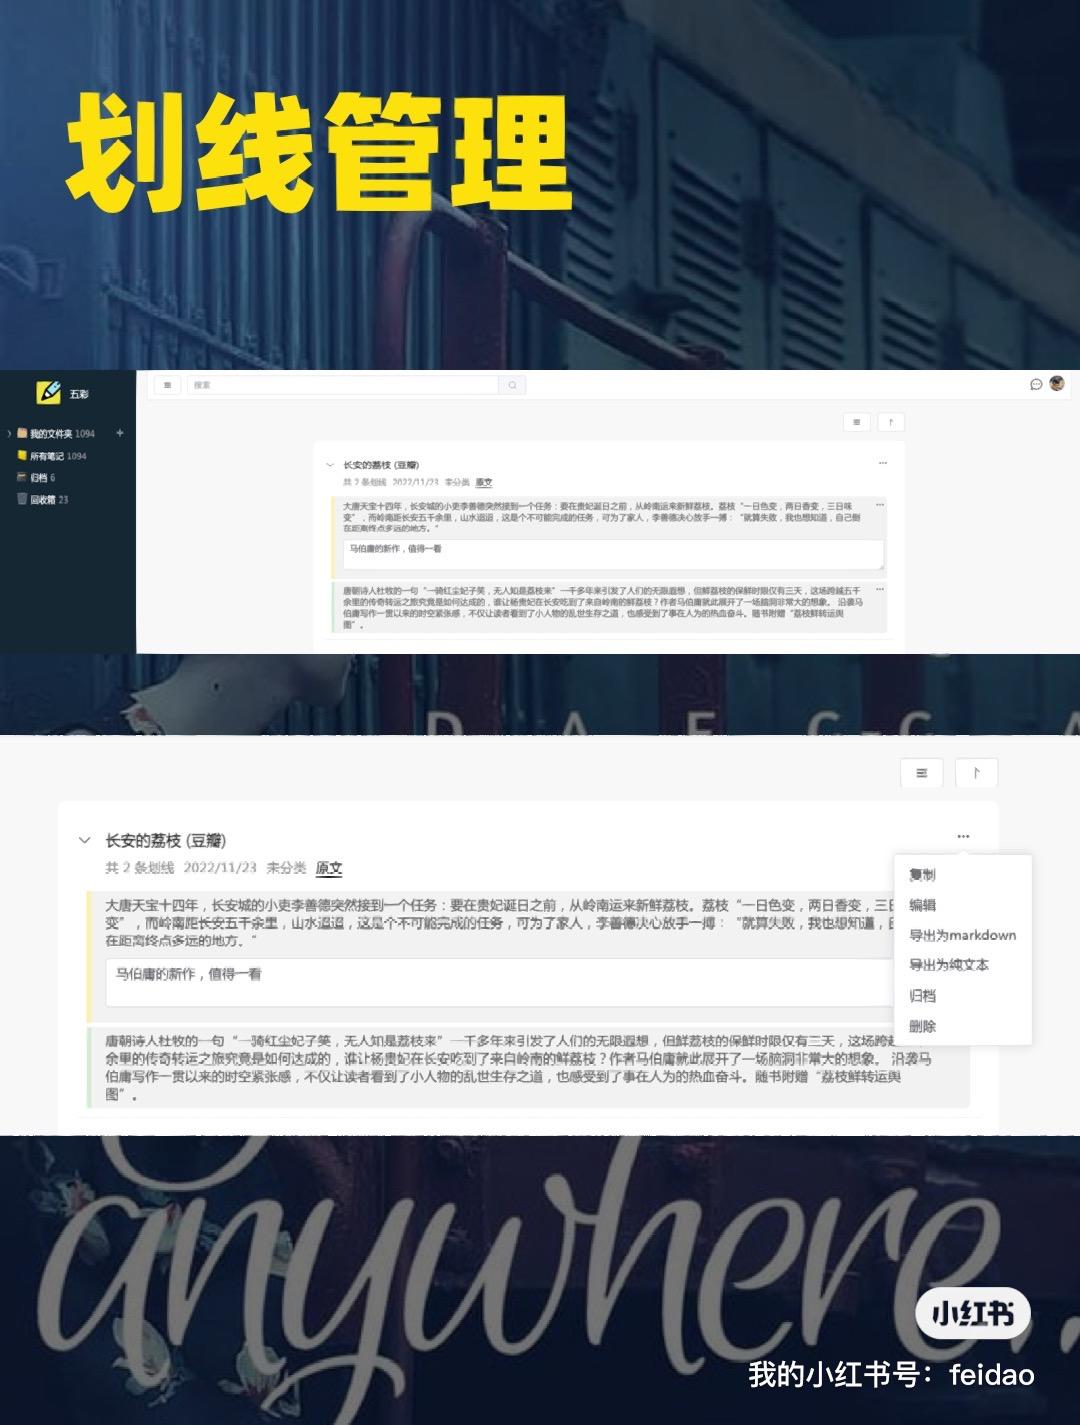 划线管理
五彩
搜索
我的文件夹 1094 +
所有笔记 1094
归档 6
回收箱 23
长安的荔枝 (豆瓣)
共 2 条划线 2022/11/23 未分类 原文
大唐天宝十四年，长安城的小吏李善德突然接到一个任务：要在贵妃诞日之前，从岭南运来新鲜荔枝。荔枝“一日色变，两日香变，三日味
变”，而岭南距长安五千余里，山水迢迢，这是个不可能完成的任务，可为了家人，李善德决心放手一搏：“就算失败，我也想知道，自己倒
在距离终点多远的地方。”
马伯庸的新作，值得一看
唐朝诗人杜牧的一句“一骑红尘妃子笑，无人知是荔枝来”一千多年来引发了人们的无限遐想，但鲜荔枝的保鲜时限仅有三天，这场跨越五千
余里的传奇转运之旅究竟是如何达成的，谁让杨贵妃在长安吃到了来自岭南的鲜荔枝？作者马伯庸就此展开了一场脑洞非常大的想象。 沿袭马
伯庸写作一贯以来的时空紧张感，不仅让读者看到了小人物的乱世生存之道，也感受到了事在人为的热血奋斗。随书附赠“荔枝鲜转运舆
图”。
长安的荔枝 (豆瓣)
共 2 条划线 2022/11/23 未分类 原文
大唐天宝十四年，长安城的小吏李善德突然接到一个任务：要在贵妃诞日之前，从岭南运来新鲜荔枝。荔枝“一日色变，两日香变，三
变”，而岭南距长安五千余里，山水迢迢，这是个不可能完成的任务，可为了家人，李善德决心放手一搏：“就算失败，我也想知道，
在距离终点多远的地方。”
马伯庸的新作，值得一看
唐朝诗人杜牧的一句“一骑红尘妃子笑，无人知是荔枝来”一千多年来引发了人们的无限遐想，但鲜荔枝的保鲜时限仅有三天，这场跨
余里的传奇转运之旅究竟是如何达成的，谁让杨贵妃在长安吃到了来自岭南的鲜荔枝？作者马伯庸就此展开了一场脑洞非常大的想象。 沿袭马
伯庸写作一贯以来的时空紧张感，不仅让读者看到了小人物的乱世生存之道，也感受到了事在人为的热血奋斗。随书附赠“荔枝鲜转运舆
图”。
复制
编辑
导出为markdown
导出为纯文本
归档
删除
anywhere.
小红书
我的小红书号：feidao